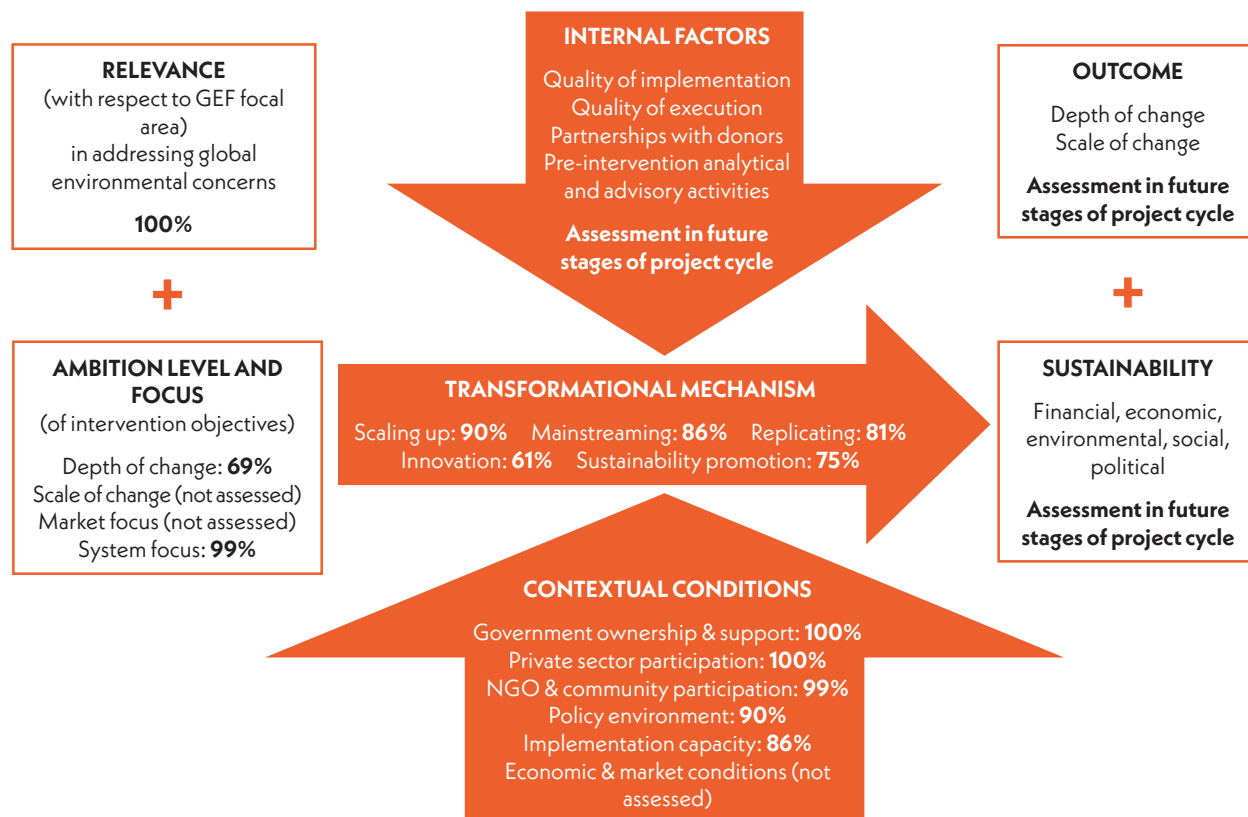 RELEVANCE
(with respect to GEF focal
area)
in addressing global
environmental concerns
100%
+
AMBITION LEVEL AND
FOCUS
(of intervention objectives)
Depth of change: 69%
Scale of change (not assessed)
Market focus (not assessed)
System focus: 99%
INTERNAL FACTORS
Quality of implementation
Quality of execution
Partnerships with donors
Pre-intervention analytical
and advisory activities
Assessment in future
stages of project cycle
TRANSFORMATIONAL MECHANISM
Scaling up: 90% Mainstreaming: 86% Replicating: 81%
Innovation: 61% Sustainability promotion: 75%
CONTEXTUAL CONDITIONS
Government ownership & support: 100%
Private sector participation: 100%
NGO & community participation: 99%
Policy environment: 90%
Implementation capacity: 86%
Economic & market conditions (not
assessed)
OUTCOME
Depth of change
Scale of change
Assessment in future
stages of project cycle
+
SUSTAINABILITY
Financial, economic,
environmental, social,
political
Assessment in future
stages of project cycle